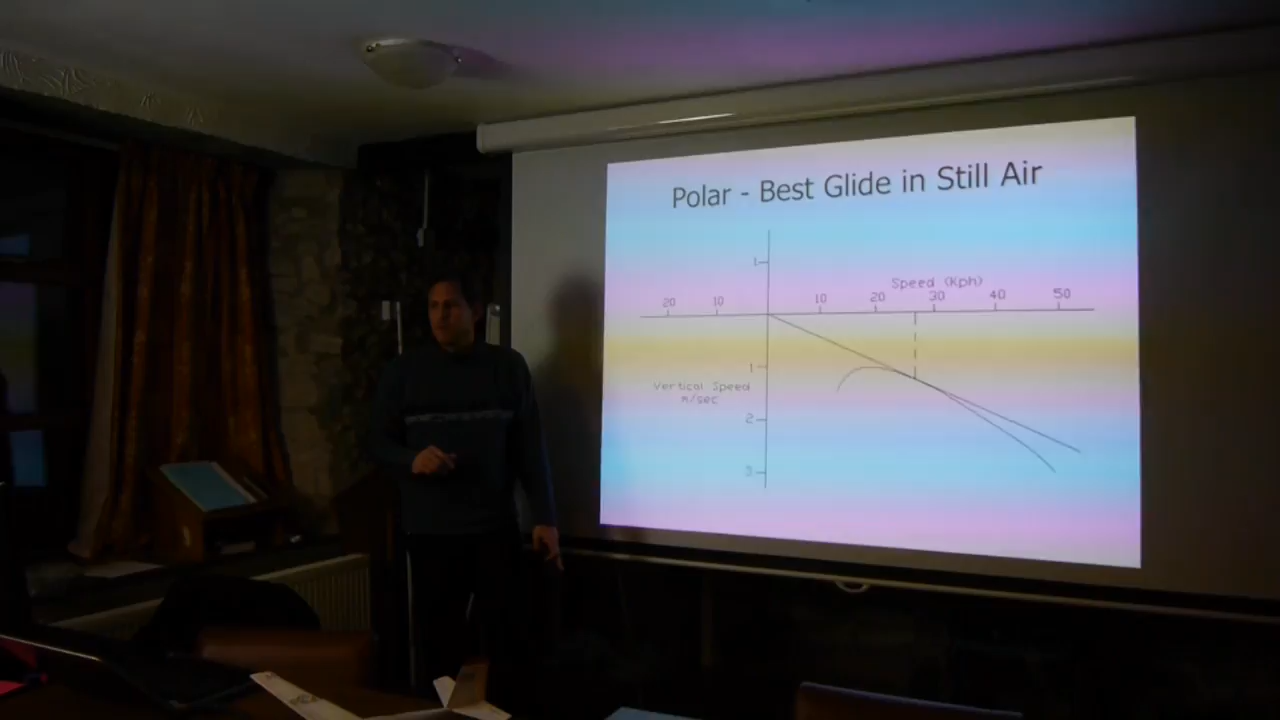 Polar - Best Glide in Still Air
1
Speed (Kph)
20 10 10 20 30 40 50
1
Vertical Speed
m/sec
2
3